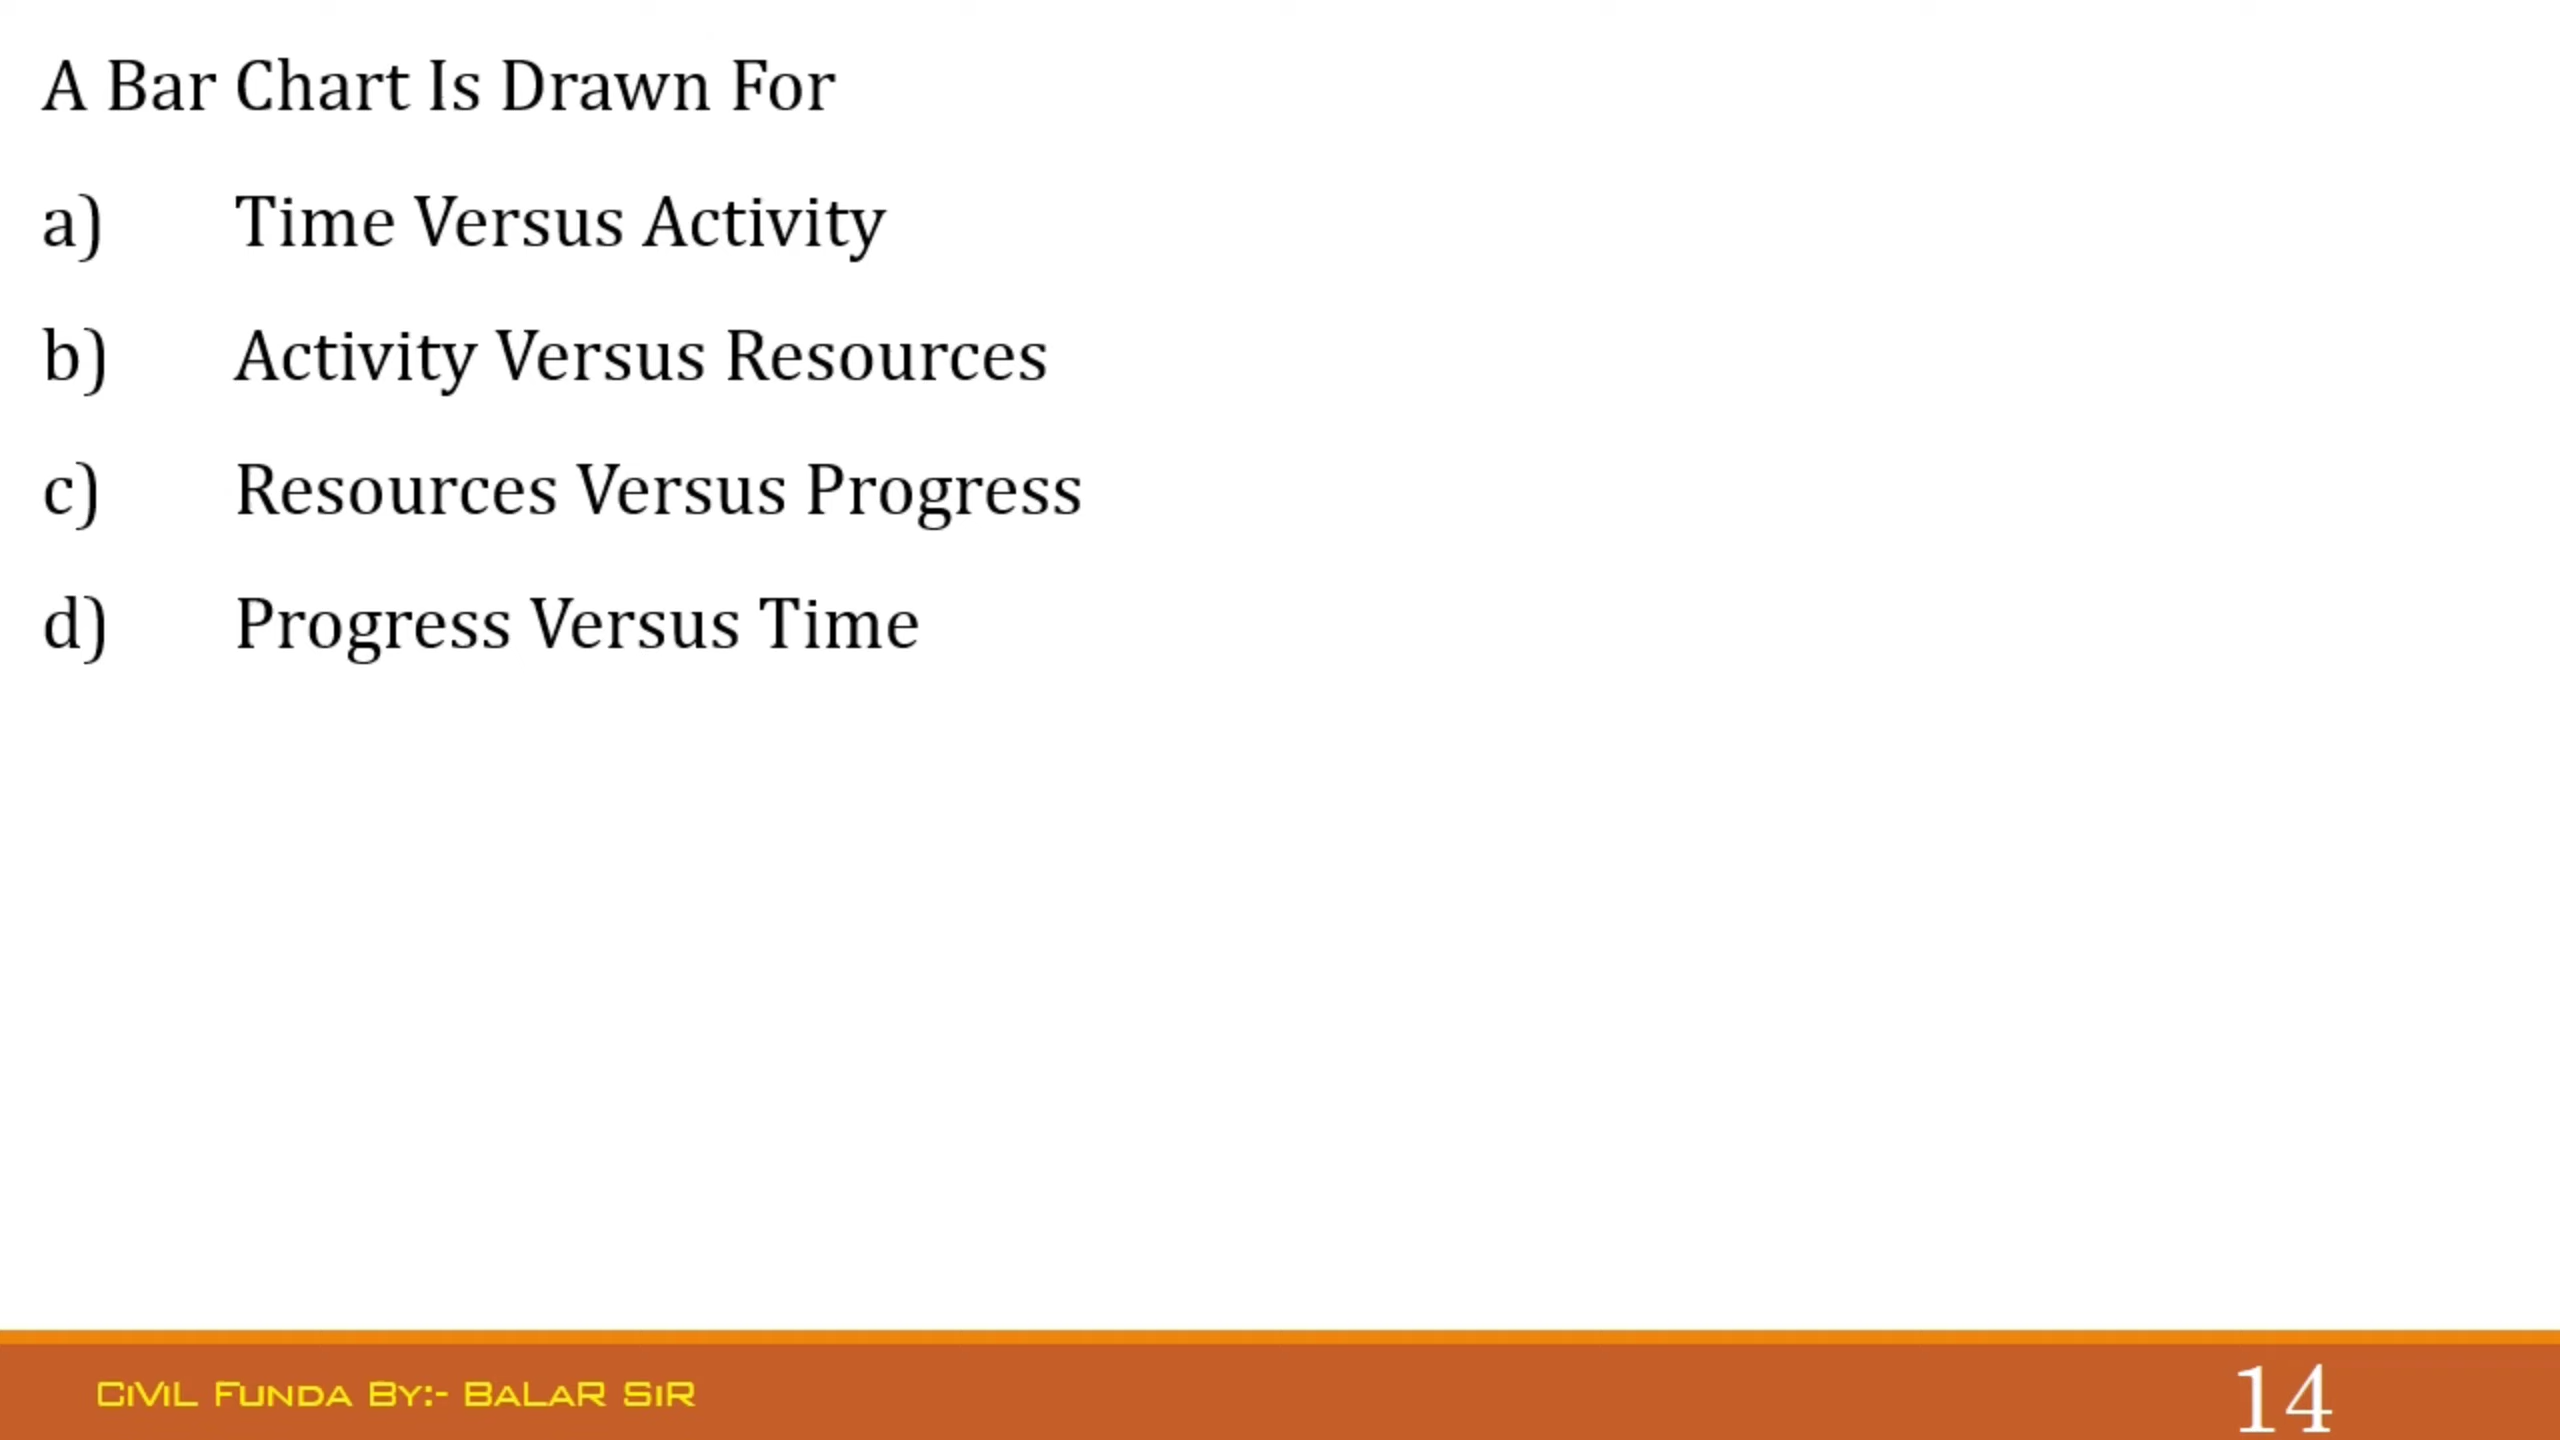 A Bar Chart Is Drawn For
a) Time Versus Activity
b) Activity Versus Resources
c) Resources Versus Progress
d) Progress Versus Time
CiViL FUNDA BY:- BALAR SiR
14